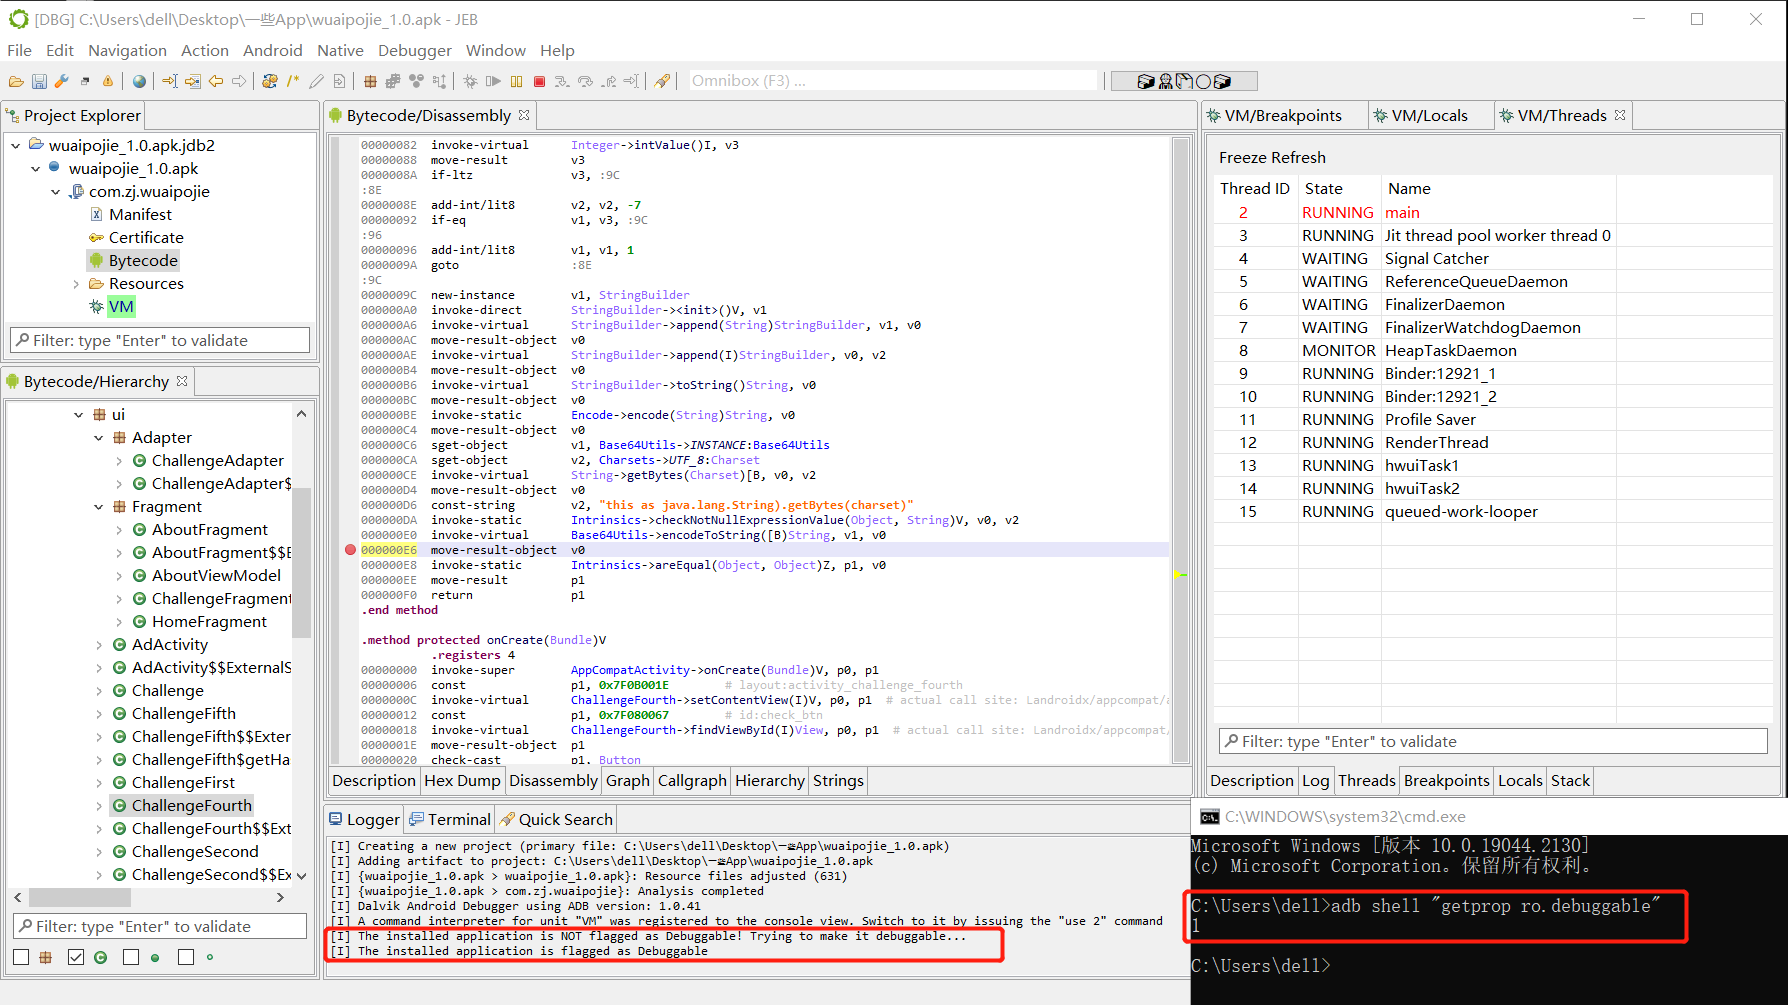 [DBG] C:\Users\dell\Desktop\一些App\wuaipojie_1.0.apk - JEB
File Edit Navigation Action Android Native Debugger Window Help
Omnibox (F3) ...
Project Explorer
wuaipojie_1.0.apk.jdb2
wuaipojie_1.0.apk
com.zj.wuaipojie
Manifest
Certificate
Bytecode
Resources
VM
Filter: type "Enter" to validate
Bytecode/Hierarchy
ui
Adapter
ChallengeAdapter
ChallengeAdapter$
Fragment
AboutFragment
AboutFragment$$E
AboutViewModel
ChallengeFragment
HomeFragment
AdActivity
AdActivity$$ExternalS
Challenge
ChallengeFifth
ChallengeFifth$$Exter
ChallengeFifth$getHa
ChallengeFirst
ChallengeFourth
ChallengeFourth$$Ext
ChallengeSecond
ChallengeSecond$$Ex
Filter: type "Enter" to validate
Bytecode/Disassembly
00000082 invoke-virtual Integer->intValue()I, v3
00000088 move-result v3
0000008A if-ltz v3, :9C
:8E
0000008E add-int/lit8 v2, v2, -7
00000092 if-eq v1, v3, :9C
:96
00000096 add-int/lit8 v1, v1, 1
0000009A goto :8E
:9C
0000009C new-instance v1, StringBuilder
000000A0 invoke-direct StringBuilder-><init>()V, v1
000000A6 invoke-virtual StringBuilder->append(String)StringBuilder, v1, v0
000000AC move-result-object v0
000000AE invoke-virtual StringBuilder->append(I)StringBuilder, v0, v2
000000B4 move-result-object v0
000000B6 invoke-virtual StringBuilder->toString()String, v0
000000BC move-result-object v0
000000BE invoke-static Encode->encode(String)String, v0
000000C4 move-result-object v0
000000C6 sget-object v1, Base64Utils->INSTANCE:Base64Utils
000000CA sget-object v2, Charsets->UTF_8:Charset
000000CE invoke-virtual String->getBytes(Charset)[B, v0, v2
000000D4 move-result-object v0
000000D6 const-string v2, "this as java.lang.String).getBytes(charset)"
000000DA invoke-static Intrinsics->checkNotNullExpressionValue(Object, String)V, v0, v2
000000E0 invoke-virtual Base64Utils->encodeToString([B)String, v1, v0
000000E6 move-result-object v0
000000E8 invoke-static Intrinsics->areEqual(Object, Object)Z, p1, v0
000000EE move-result p1
000000F0 return p1
.end method
.method protected onCreate(Bundle)V
.registers 4
00000000 invoke-super AppCompatActivity->onCreate(Bundle)V, p0, p1
00000006 const p1, 0x7F0B001E # layout:activity_challenge_fourth
0000000C invoke-virtual ChallengeFourth->setContentView(I)V, p0, p1 # actual call site: Landroidx/appcompat/a
00000012 const p1, 0x7F080067 # id:check_btn
00000018 invoke-virtual ChallengeFourth->findViewById(I)View, p0, p1 # actual call site: Landroidx/appcompat/
0000001E move-result-object p1
00000020 check-cast p1, Button
Description Hex Dump Disassembly Graph Callgraph Hierarchy Strings
Logger Terminal Quick Search
[I] Creating a new project (primary file: C:\Users\dell\Desktop\一些App\wuaipojie_1.0.apk)
[I] Adding artifact to project: C:\Users\dell\Desktop\一些App\wuaipojie_1.0.apk
[I] {wuaipojie_1.0.apk > wuaipojie_1.0.apk}: Resource files adjusted (631)
[I] {wuaipojie_1.0.apk > com.zj.wuaipojie}: Analysis completed
[I] Dalvik Android Debugger using ADB version: 1.0.41
[I] A command interpreter for unit "VM" was registered to the console view. Switch to it by issuing the "use 2" command
[I] The installed application is NOT flagged as Debuggable! Trying to make it debuggable...
[I] The installed application is flagged as Debuggable
VM/Breakpoints VM/Locals VM/Threads
Freeze Refresh
Thread ID State Name
2 RUNNING main
3 RUNNING Jit thread pool worker thread 0
4 WAITING Signal Catcher
5 WAITING ReferenceQueueDaemon
6 WAITING FinalizerDaemon
7 WAITING FinalizerWatchdogDaemon
8 MONITOR HeapTaskDaemon
9 RUNNING Binder:12921_1
10 RUNNING Binder:12921_2
11 RUNNING Profile Saver
12 RUNNING RenderThread
13 RUNNING hwuiTask1
14 RUNNING hwuiTask2
15 RUNNING queued-work-looper
Filter: type "Enter" to validate
Description Log Threads Breakpoints Locals Stack
C:\WINDOWS\system32\cmd.exe
Microsoft Windows [版本 10.0.19044.2130]
(c) Microsoft Corporation。保留所有权利。
C:\Users\dell>adb shell "getprop ro.debuggable"
1
C:\Users\dell>